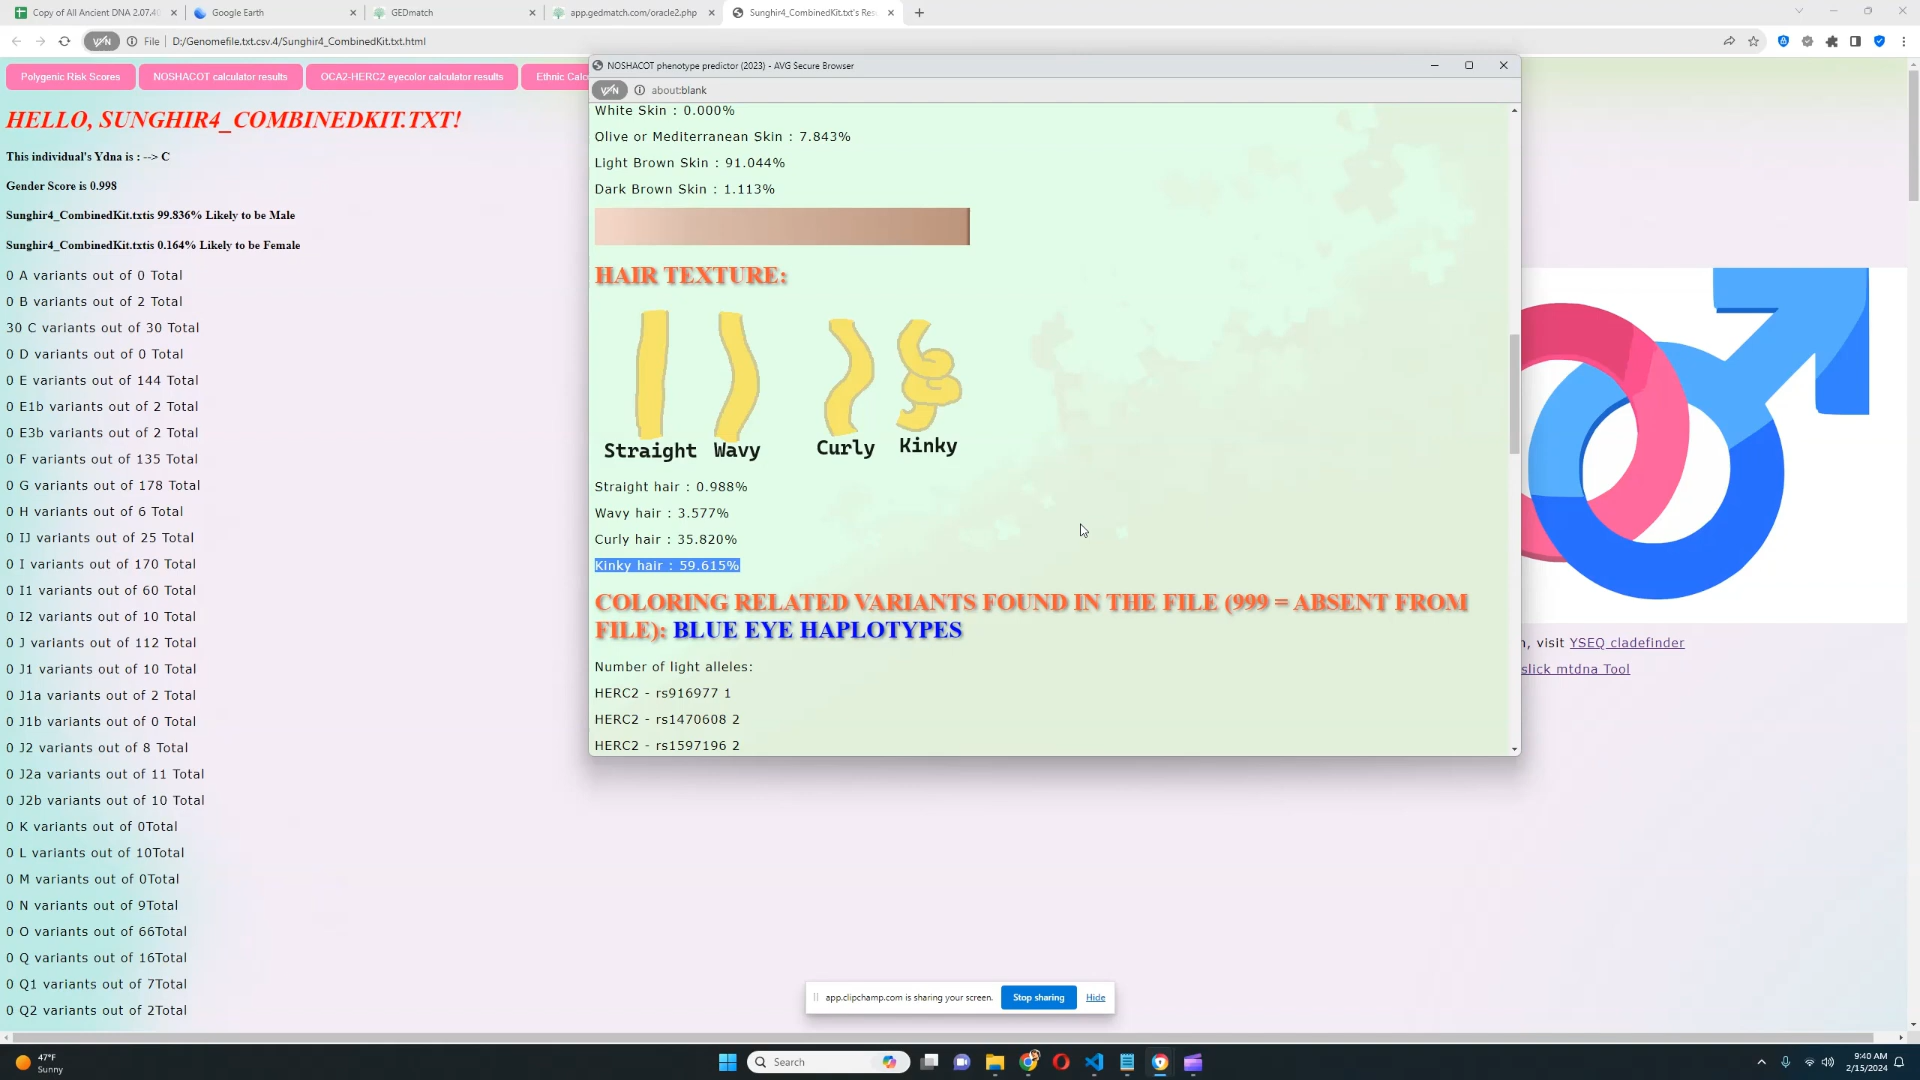 Copy of All Ancient DNA 2.07.40
Google Earth
GEDmatch
app.gedmatch.com/oracle2.php
Sunghir4_CombinedKit.txt's Res
File
D:/Genomefile.txt.csv.4/Sunghir4_CombinedKit.txt.html
Polygenic Risk Scores
NOSHACOT calculator results
OCA2-HERC2 eyecolor calculator results
Ethnic Calc
HELLO, SUNGHIR4_COMBINEDKIT.TXT!
This individual's Ydna is : --> C
Gender Score is 0.998
Sunghir4_CombinedKit.txtis 99.836% Likely to be Male
Sunghir4_CombinedKit.txtis 0.164% Likely to be Female
0 A variants out of 0 Total
0 B variants out of 2 Total
30 C variants out of 30 Total
0 D variants out of 0 Total
0 E variants out of 144 Total
0 E1b variants out of 2 Total
0 E3b variants out of 2 Total
0 F variants out of 135 Total
0 G variants out of 178 Total
0 H variants out of 6 Total
0 IJ variants out of 25 Total
0 I variants out of 170 Total
0 I1 variants out of 60 Total
0 I2 variants out of 10 Total
0 J variants out of 112 Total
0 J1 variants out of 10 Total
0 J1a variants out of 2 Total
0 J1b variants out of 0 Total
0 J2 variants out of 8 Total
0 J2a variants out of 11 Total
0 J2b variants out of 10 Total
0 K variants out of 0Total
0 L variants out of 10Total
0 M variants out of 0Total
0 N variants out of 9Total
0 O variants out of 66Total
0 Q variants out of 16Total
0 Q1 variants out of 7Total
0 Q2 variants out of 2Total
NOSHACOT phenotype predictor (2023) - AVG Secure Browser
about:blank
White Skin : 0.000%
Olive or Mediterranean Skin : 7.843%
Light Brown Skin : 91.044%
Dark Brown Skin : 1.113%
HAIR TEXTURE:
Straight Wavy Curly Kinky
Straight hair : 0.988%
Wavy hair : 3.577%
Curly hair : 35.820%
Kinky hair : 59.615%
COLORING RELATED VARIANTS FOUND IN THE FILE (999 = ABSENT FROM
FILE): BLUE EYE HAPLOTYPES
Number of light alleles:
HERC2 - rs916977 1
HERC2 - rs1470608 2
HERC2 - rs1597196 2
, visit YSEQ cladefinder
slick mtdna Tool
app.clipchamp.com is sharing your screen.
Stop sharing
Hide
47°F
Sunny
Search
9:40 AM
2/15/2024